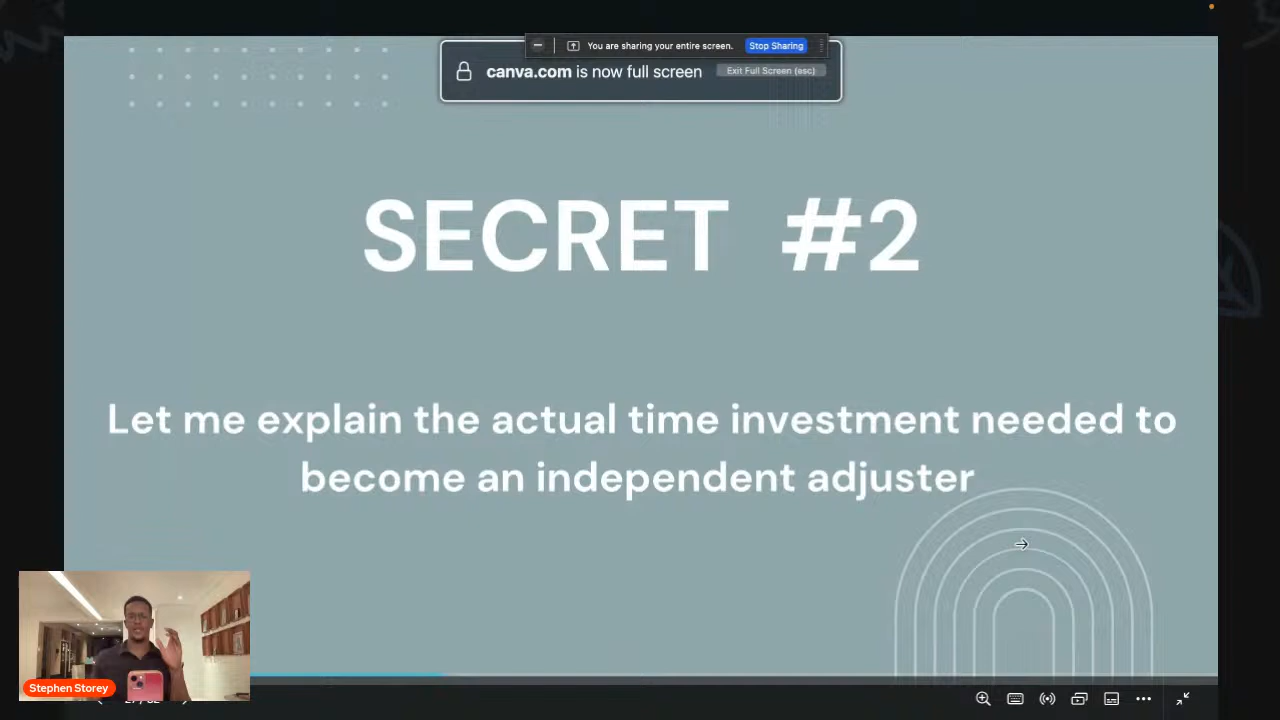 You are sharing your entire screen.
Stop Sharing
canva.com is now full screen
Exit Full Screen (esc)
SECRET #2
Let me explain the actual time investment needed to
become an independent adjuster
Stephen Storey